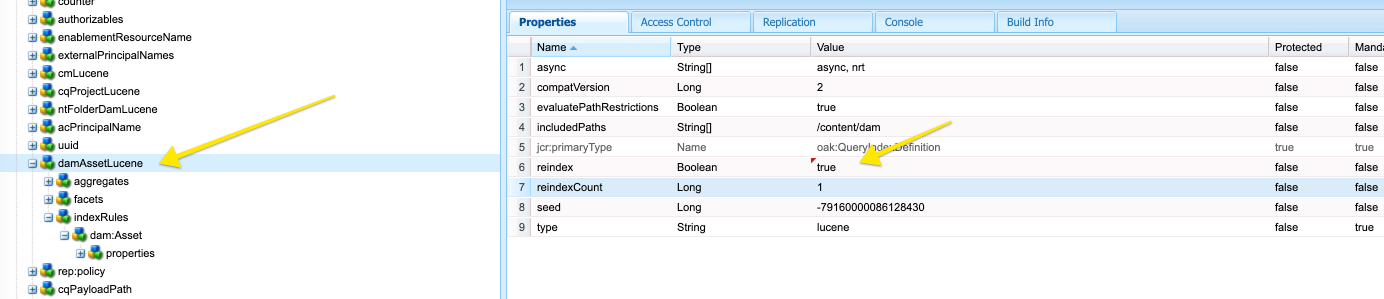 counter
authorizables
enablementResourceName
externalPrincipalNames
cmLucene
cqProjectLucene
ntFolderDamLucene
acPrincipalName
uuid
damAssetLucene
aggregates
facets
indexRules
dam:Asset
properties
rep:policy
cqPayloadPath
Properties Access Control Replication Console Build Info
Name Type Value Protected Manda
1 async String[] async, nrt false false
2 compatVersion Long 2 false false
3 evaluatePathRestrictions Boolean true false false
4 includedPaths String[] /content/dam false false
5 jcr:primaryType Name oak:QueryIndexDefinition true true
6 reindex Boolean true false false
7 reindexCount Long 1 false false
8 seed Long -79160000086128430 false false
9 type String lucene false true